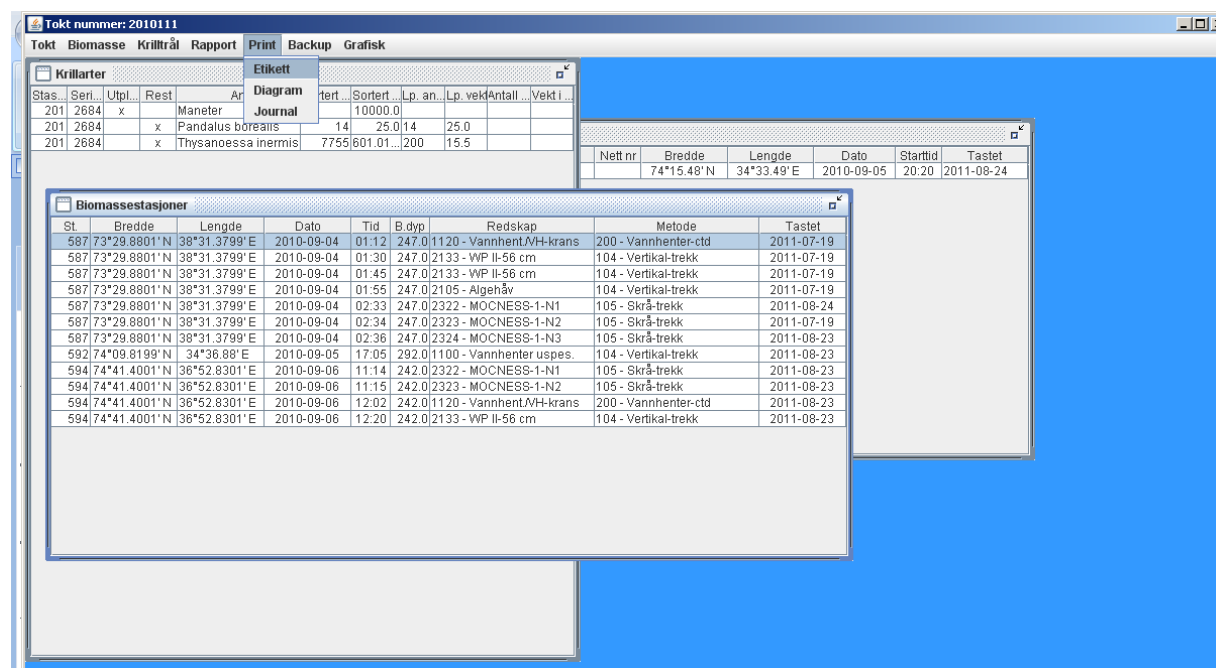 Tokt nummer: 2010111
Tokt Biomasse Krilltrål Rapport Print Backup Grafisk
Etikett
Diagram
Journal
Krillarter
Stas... Seri... Utpl... Rest Ar tert ... Sortert ... Lp. an... Lp. vekt Antall ... Vekt i ...
201 2684 x Maneter 10000.0
201 2684 x Pandalus borealis 14 25.0 14 25.0
201 2684 x Thysanoessa inermis 7755 601.01... 200 15.5
Nett nr Bredde Lengde Dato Starttid Tastet
74°15.48' N 34°33.49' E 2010-09-05 20:20 2011-08-24
Biomassestasjoner
St. Bredde Lengde Dato Tid B.dyp Redskap Metode Tastet
587 73°29.8801' N 38°31.3799' E 2010-09-04 01:12 247.0 1120 - Vannhent./VH-krans 200 - Vannhenter-ctd 2011-07-19
587 73°29.8801' N 38°31.3799' E 2010-09-04 01:30 247.0 2133 - WP II-56 cm 104 - Vertikal-trekk 2011-07-19
587 73°29.8801' N 38°31.3799' E 2010-09-04 01:45 247.0 2133 - WP II-56 cm 104 - Vertikal-trekk 2011-07-19
587 73°29.8801' N 38°31.3799' E 2010-09-04 01:55 247.0 2105 - Algehåv 104 - Vertikal-trekk 2011-07-19
587 73°29.8801' N 38°31.3799' E 2010-09-04 02:33 247.0 2322 - MOCNESS-1-N1 105 - Skrå-trekk 2011-08-24
587 73°29.8801' N 38°31.3799' E 2010-09-04 02:34 247.0 2323 - MOCNESS-1-N2 105 - Skrå-trekk 2011-07-19
587 73°29.8801' N 38°31.3799' E 2010-09-04 02:36 247.0 2324 - MOCNESS-1-N3 105 - Skrå-trekk 2011-08-23
592 74°09.8199' N 34°36.88' E 2010-09-05 17:05 292.0 1100 - Vannhenter uspes. 104 - Vertikal-trekk 2011-08-23
594 74°41.4001' N 36°52.8301' E 2010-09-06 11:14 242.0 2322 - MOCNESS-1-N1 105 - Skrå-trekk 2011-08-23
594 74°41.4001' N 36°52.8301' E 2010-09-06 11:15 242.0 2323 - MOCNESS-1-N2 105 - Skrå-trekk 2011-08-23
594 74°41.4001' N 36°52.8301' E 2010-09-06 12:02 242.0 1120 - Vannhent./VH-krans 200 - Vannhenter-ctd 2011-08-23
594 74°41.4001' N 36°52.8301' E 2010-09-06 12:20 242.0 2133 - WP II-56 cm 104 - Vertikal-trekk 2011-08-23